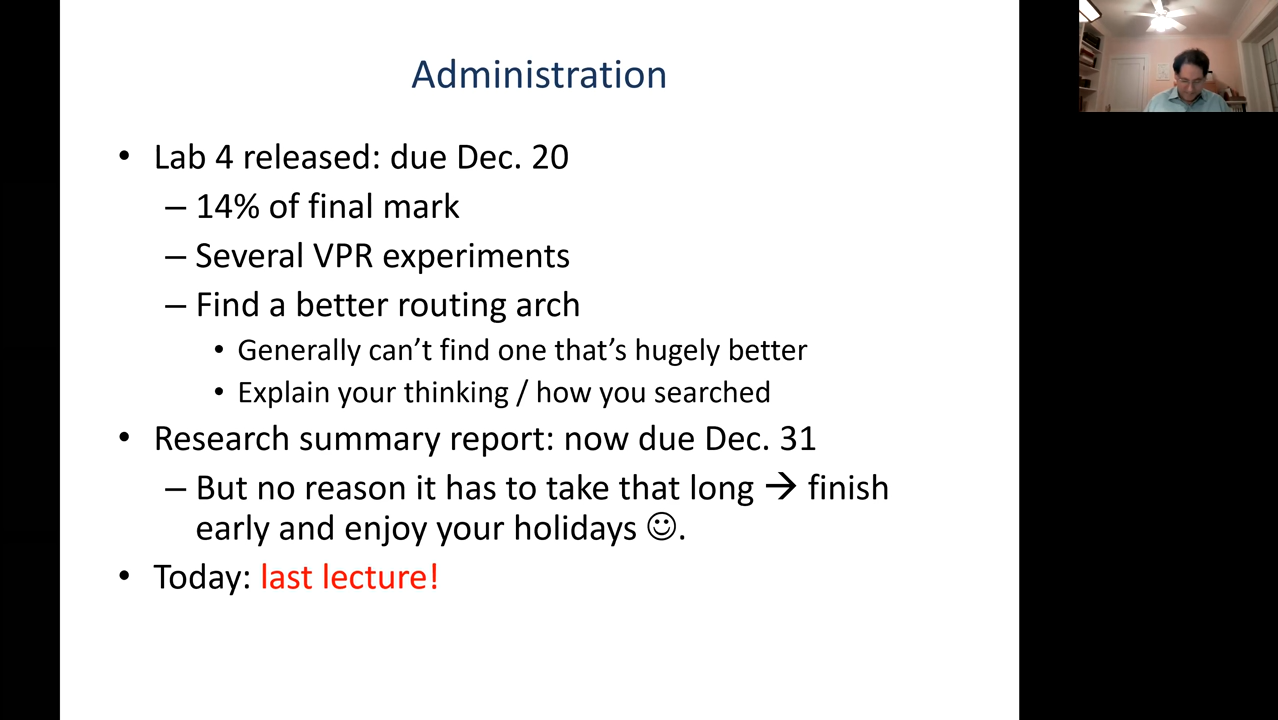 Administration
• Lab 4 released: due Dec. 20
– 14% of final mark
– Several VPR experiments
– Find a better routing arch
• Generally can’t find one that’s hugely better
• Explain your thinking / how you searched
• Research summary report: now due Dec. 31
– But no reason it has to take that long → finish
early and enjoy your holidays ☺.
• Today: last lecture!